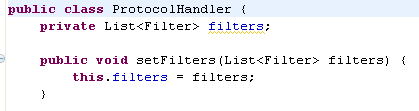 public class ProtocolHandler {
    private List<Filter> filters;

    public void setFilters(List<Filter> filters) {
        this.filters = filters;
    }